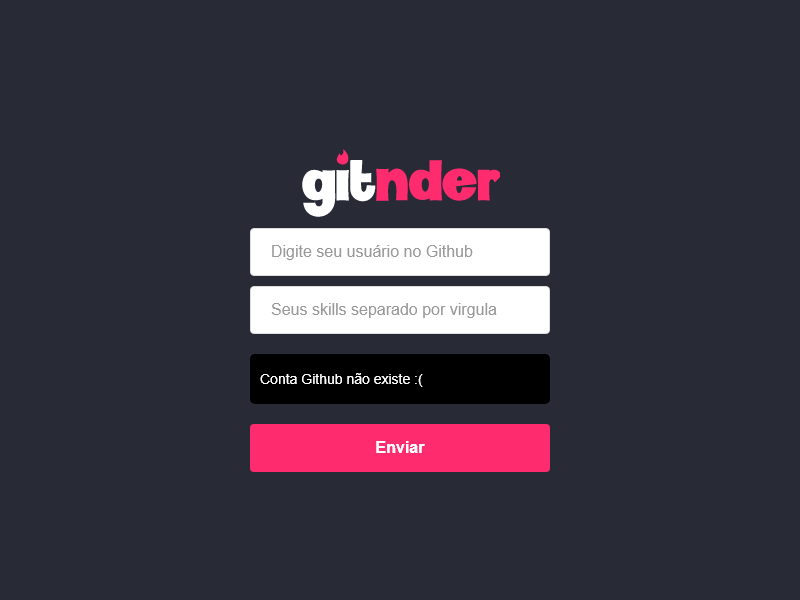 gitnder
Digite seu usuário no Github
Seus skills separado por virgula
Conta Github não existe :(
Enviar